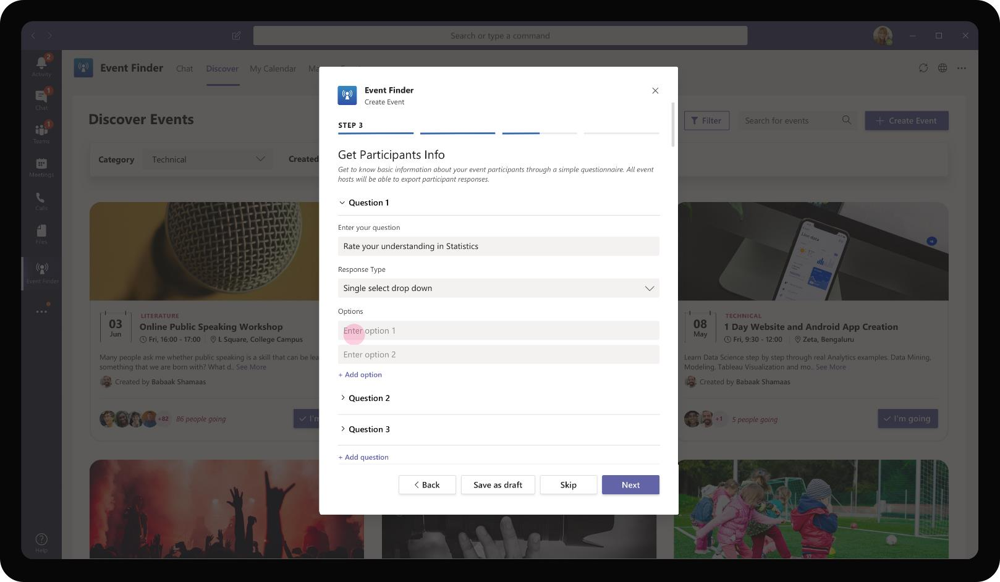 Search or type a command
2
Activity
Event Finder
Chat
Discover
My Calendar
Event Finder
Create Event
1
Chat
STEP 3
Discover Events
Filter
Search for events
+ Create Event
1
Teams
Get Participants Info
Get to know basic information about your event participants through a simple questionnaire. All event
hosts will be able to export participant responses.
Category
Technical
Created
Meetings
Question 1
Calls
Enter your question
Rate your understanding in Statistics
Files
Live data
Response Type
Single select drop down
Event Finder
Options
Enter option 1
Enter option 2
+ Add option
03
Jun
LITERATURE
Online Public Speaking Workshop
Fri, 16:00 - 17:00
L Square, College Campus
Many people ask me whether public speaking is a skill that can be lea
something that we are born with? What d.. See More
Created by Babaak Shamaas
+82
86 people going
08
May
TECHNICAL
1 Day Website and Android App Creation
Fri, 9:30 - 12:00
Zeta, Bengaluru
Learn Data Science step by step through real Analytics examples. Data Mining,
Modeling, Tableau Visualization and mo.. See More
Created by Babaak Shamaas
+1
5 people going
I'm going
Question 2
Question 3
+ Add question
< Back
Save as draft
Skip
Next
Help